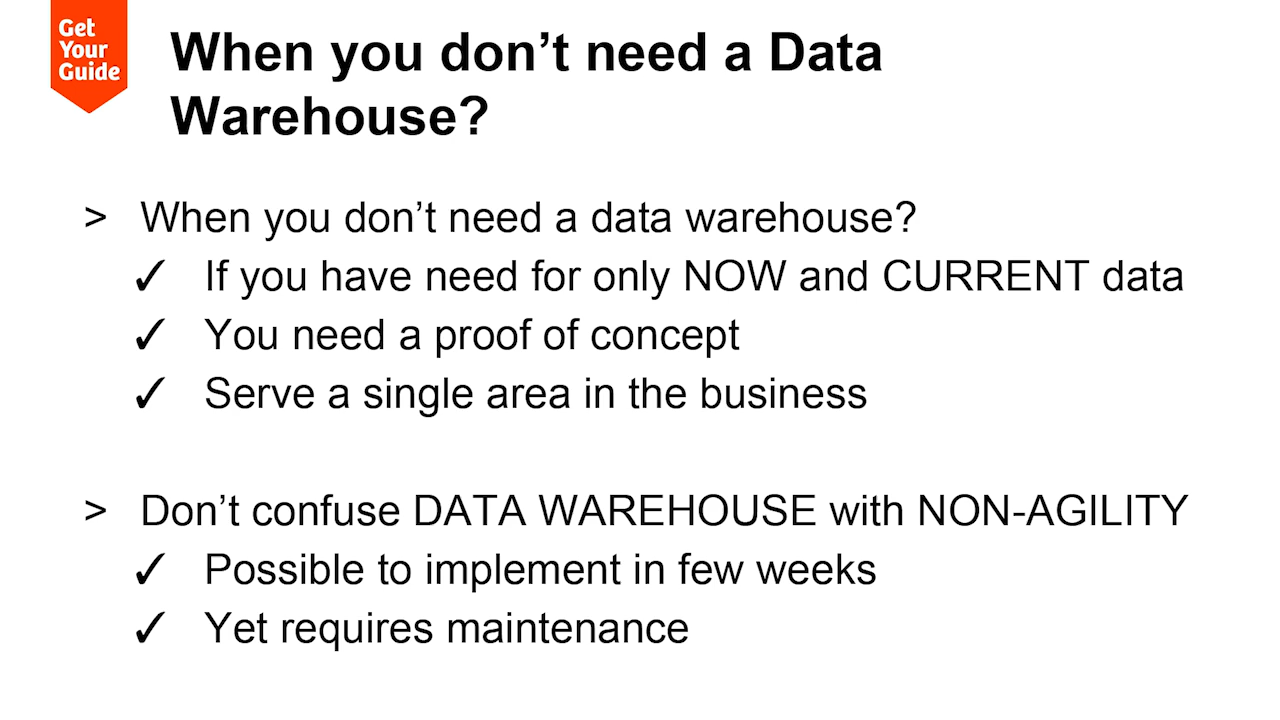 Get
Your
Guide
When you don’t need a Data
Warehouse?
> When you don’t need a data warehouse?
✓ If you have need for only NOW and CURRENT data
✓ You need a proof of concept
✓ Serve a single area in the business
> Don’t confuse DATA WAREHOUSE with NON-AGILITY
✓ Possible to implement in few weeks
✓ Yet requires maintenance